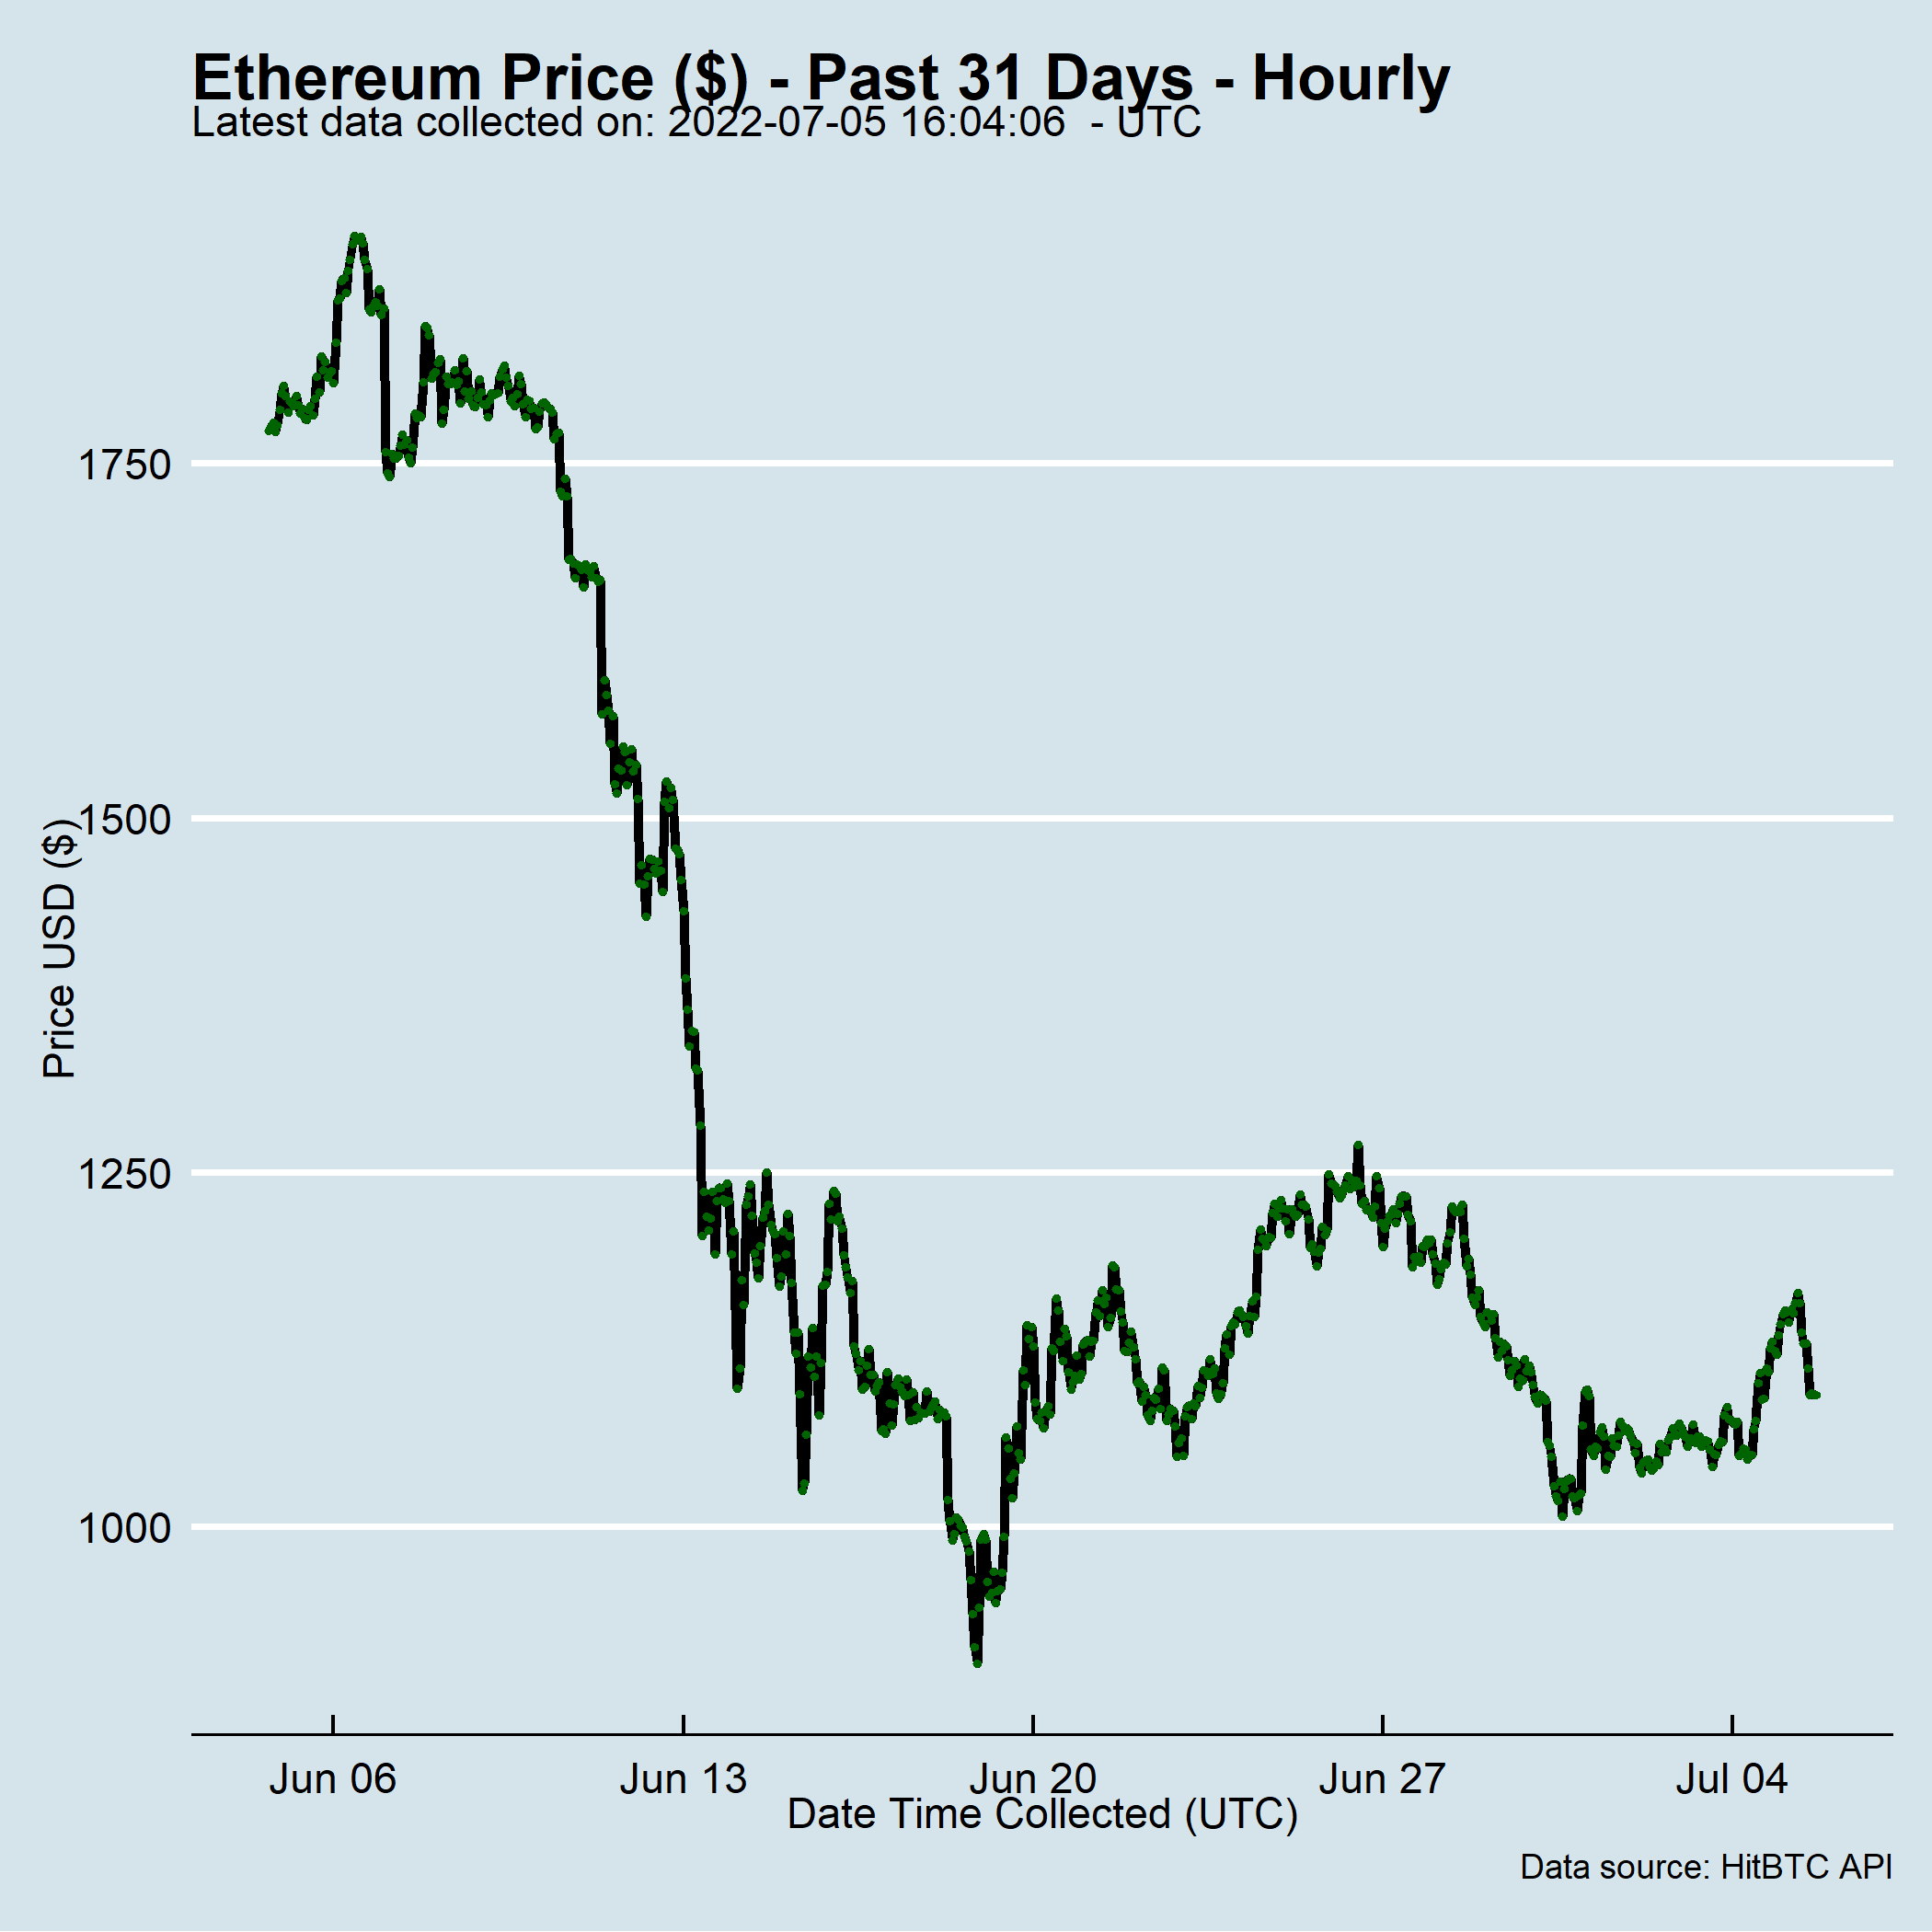 Ethereum Price ($) - Past 31 Days - Hourly
Latest data collected on: 2022-07-05 16:04:06  - UTC
Price USD ($)
1750
1500
1250
1000
Jun 06
Jun 13
Jun 20
Jun 27
Jul 04
Date Time Collected (UTC)
Data source: HitBTC API